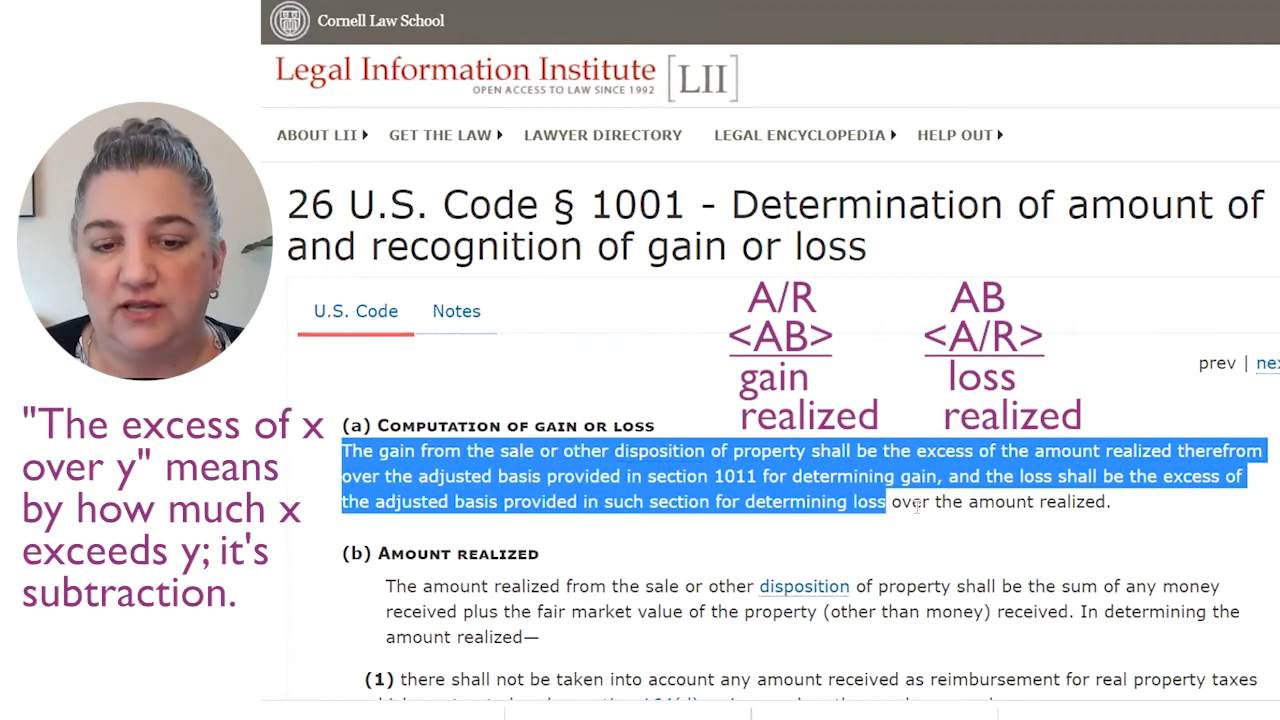 Cornell Law School
Legal Information Institute [LII]
OPEN ACCESS TO LAW SINCE 1992
ABOUT LII GET THE LAW LAWYER DIRECTORY LEGAL ENCYCLOPEDIA HELP OUT
26 U.S. Code § 1001 - Determination of amount of
and recognition of gain or loss
U.S. Code Notes
A/R
<AB>
gain
realized
AB
<A/R>
loss
realized
prev |
"The excess of x
over y" means
by how much x
exceeds y; it's
subtraction.
(a) COMPUTATION OF GAIN OR LOSS
The gain from the sale or other disposition of property shall be the excess of the amount realized therefrom
over the adjusted basis provided in section 1011 for determining gain, and the loss shall be the excess of
the adjusted basis provided in such section for determining loss over the amount realized.
(b) AMOUNT REALIZED
The amount realized from the sale or other disposition of property shall be the sum of any money
received plus the fair market value of the property (other than money) received. In determining the
amount realized—
(1) there shall not be taken into account any amount received as reimbursement for real property taxes